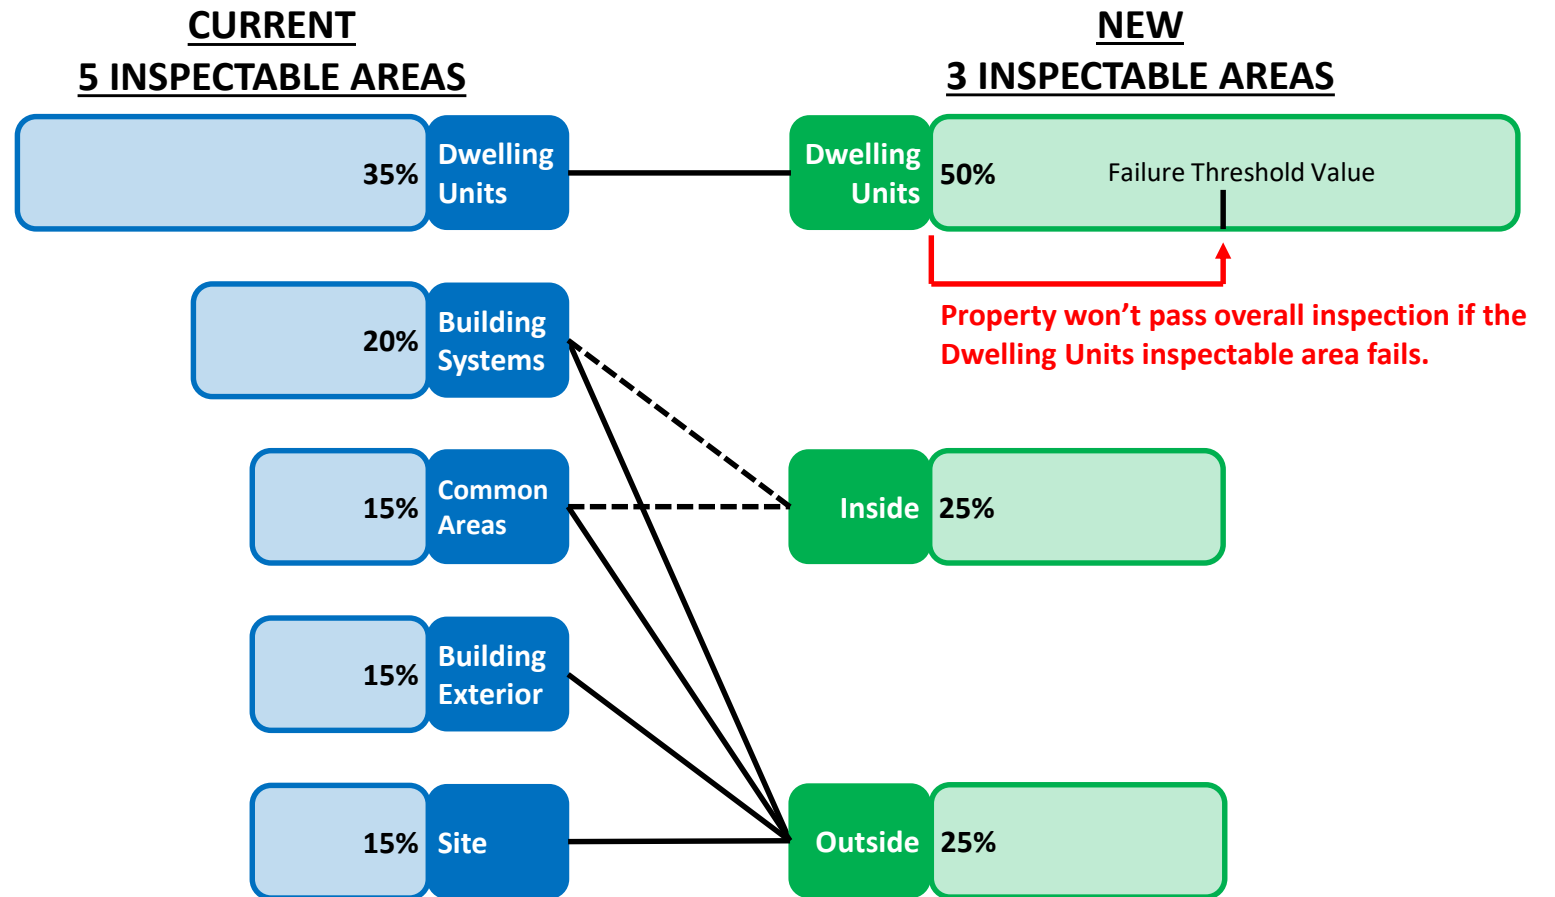 CURRENT
5 INSPECTABLE AREAS
NEW
3 INSPECTABLE AREAS
35%
Dwelling
Units
Dwelling
Units
50%
Failure Threshold Value
Property won’t pass overall inspection if the
Dwelling Units inspectable area fails.
20%
Building
Systems
15%
Common
Areas
Inside
25%
15%
Building
Exterior
15%
Site
Outside
25%